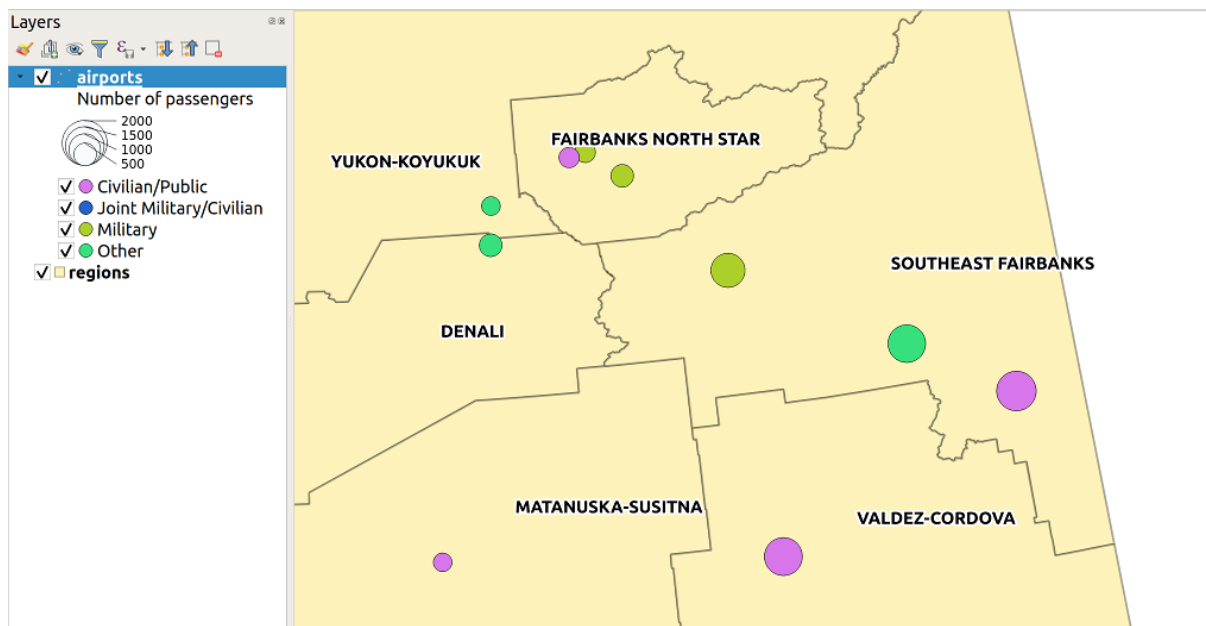 Layers
airports
Number of passengers
2000
1500
1000
500
Civilian/Public
Joint Military/Civilian
Military
Other
regions
FAIRBANKS NORTH STAR
YUKON-KOYUKUK
SOUTHEAST FAIRBANKS
DENALI
MATANUSKA-SUSITNA
VALDEZ-CORDOVA